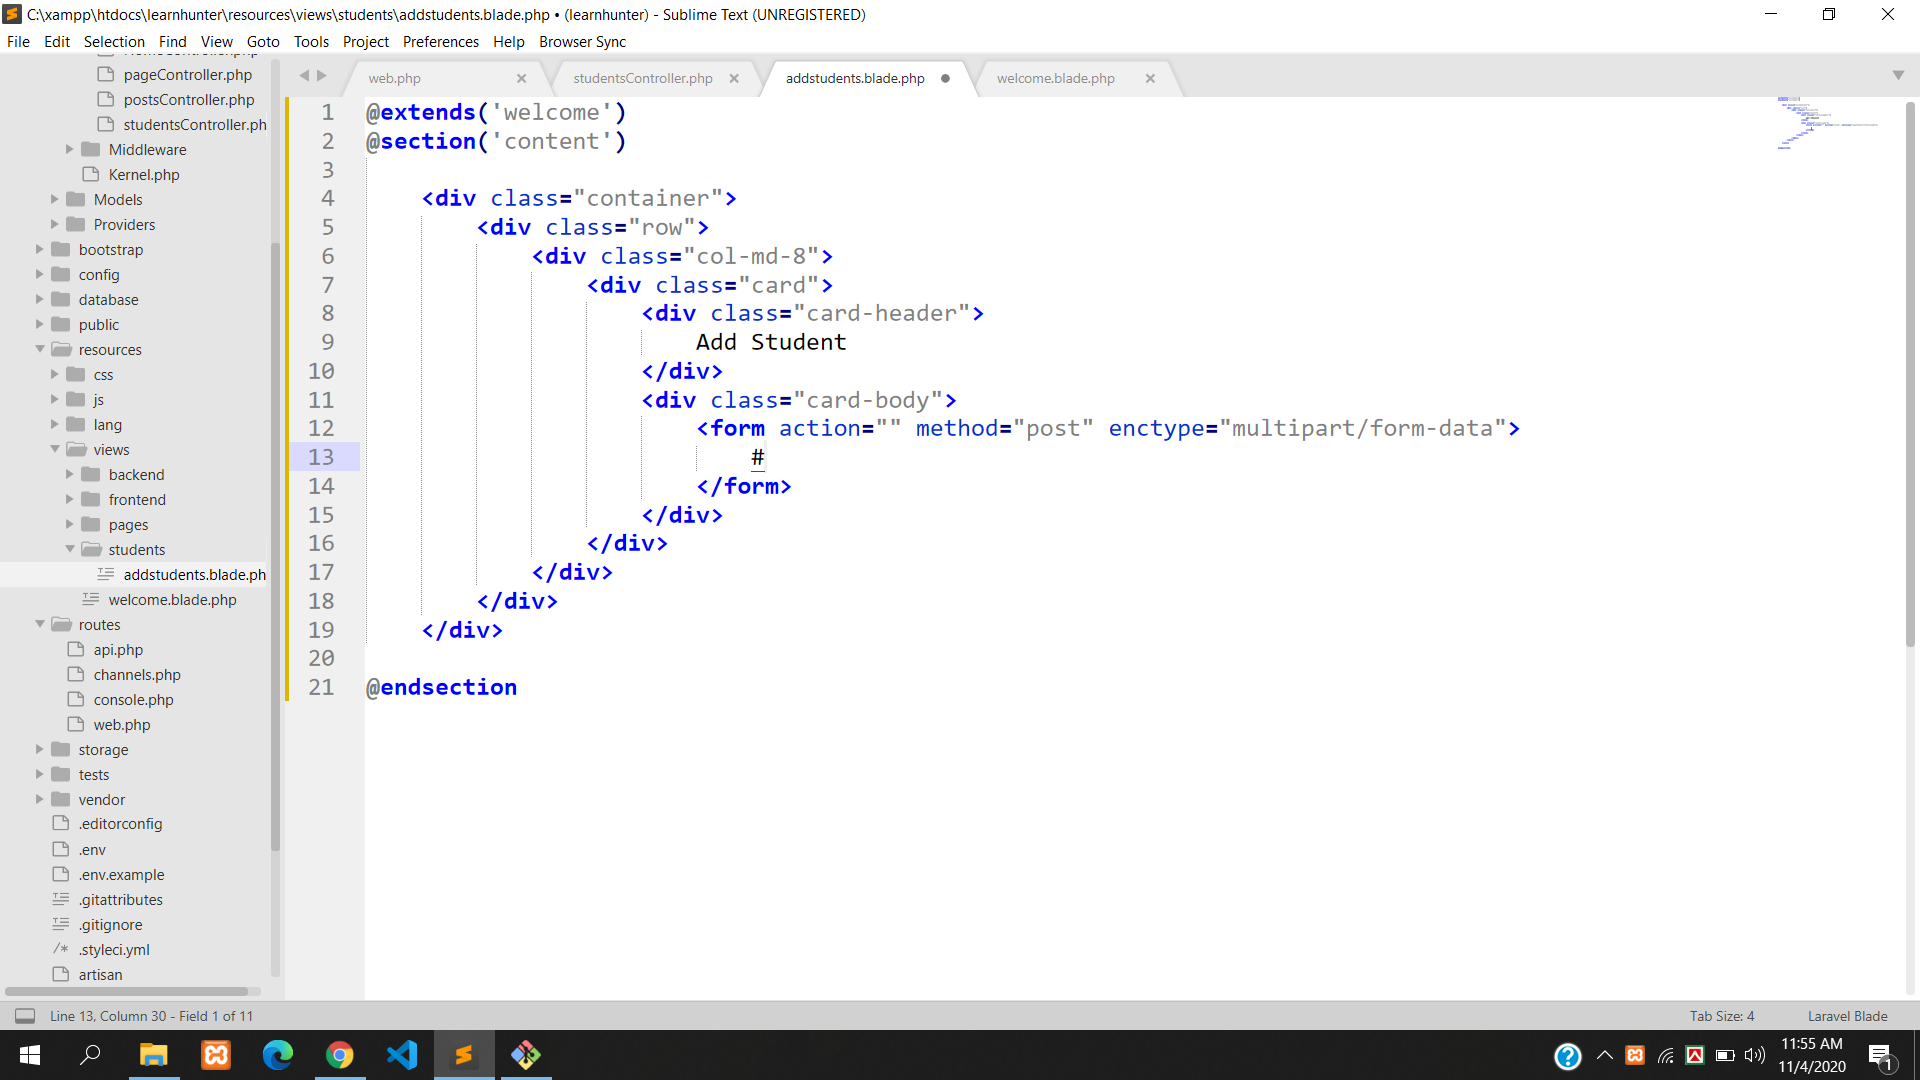 C:\xampp\htdocs\learnhunter\resources\views\students\addstudents.blade.php • (learnhunter) - Sublime Text (UNREGISTERED)
File Edit Selection Find View Goto Tools Project Preferences Help Browser Sync
pageController.php
postsController.php
studentsController.ph
Middleware
Kernel.php
Models
Providers
bootstrap
config
database
public
resources
css
js
lang
views
backend
frontend
pages
students
addstudents.blade.ph
welcome.blade.php
routes
api.php
channels.php
console.php
web.php
storage
tests
vendor
.editorconfig
.env
.env.example
.gitattributes
.gitignore
.styleci.yml
artisan
web.php studentsController.php addstudents.blade.php welcome.blade.php
1 @extends('welcome')
2 @section('content')
3
4 <div class="container">
5 <div class="row">
6 <div class="col-md-8">
7 <div class="card">
8 <div class="card-header">
9 Add Student
10 </div>
11 <div class="card-body">
12 <form action="" method="post" enctype="multipart/form-data">
13 #
14 </form>
15 </div>
16 </div>
17 </div>
18 </div>
19 </div>
20
21 @endsection
Line 13, Column 30 - Field 1 of 11
Tab Size: 4 Laravel Blade
11:55 AM
11/4/2020
1